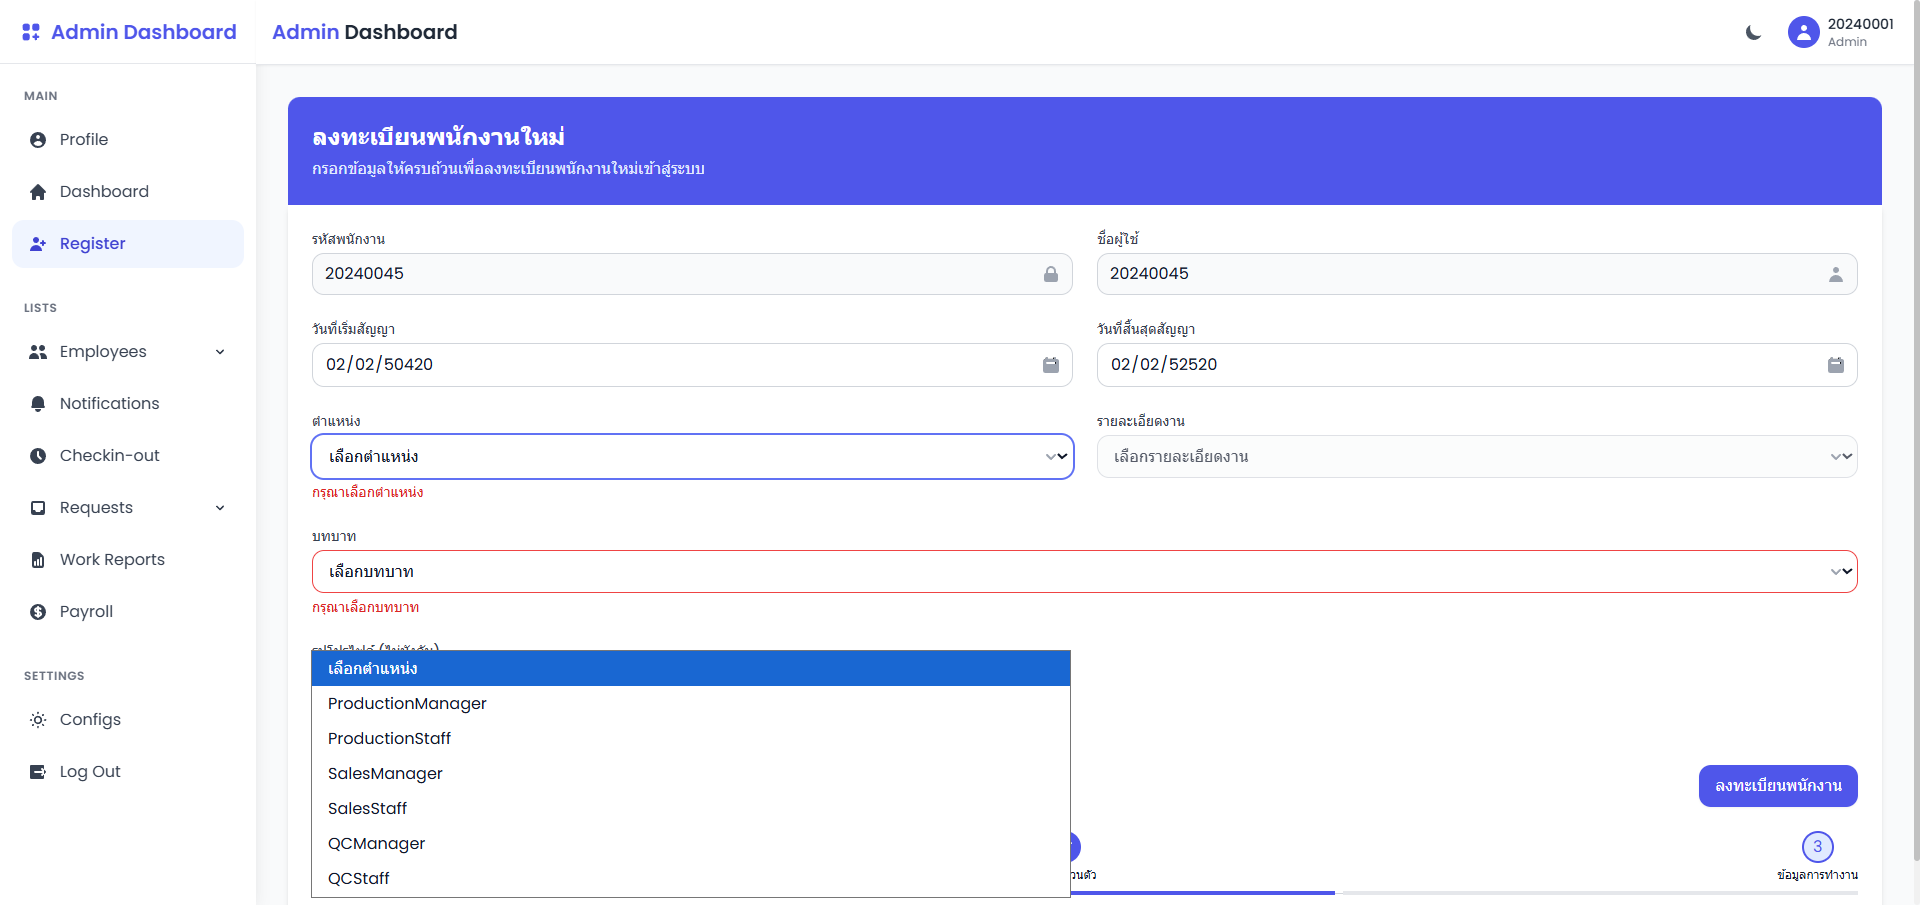 Admin Dashboard
Admin Dashboard
20240001
Admin
MAIN
Profile
Dashboard
Register
LISTS
Employees
Notifications
Checkin-out
Requests
Work Reports
Payroll
SETTINGS
Configs
Log Out
ลงทะเบียนพนักงานใหม่
กรอกข้อมูลให้ครบถ้วนเพื่อลงทะเบียนพนักงานใหม่เข้าสู่ระบบ
รหัสพนักงาน
ชื่อผู้ใช้
20240045
20240045
วันที่เริ่มสัญญา
วันที่สิ้นสุดสัญญา
02/02/50420
02/02/52520
ตำแหน่ง
รายละเอียดงาน
เลือกตำแหน่ง
เลือกรายละเอียดงาน
กรุณาเลือกตำแหน่ง
บทบาท
เลือกบทบาท
กรุณาเลือกบทบาท
เลือกตำแหน่ง
ProductionManager
ProductionStaff
SalesManager
SalesStaff
QCManager
QCStaff
ลงทะเบียนพนักงาน
3
วนตัว
ข้อมูลการทำงาน